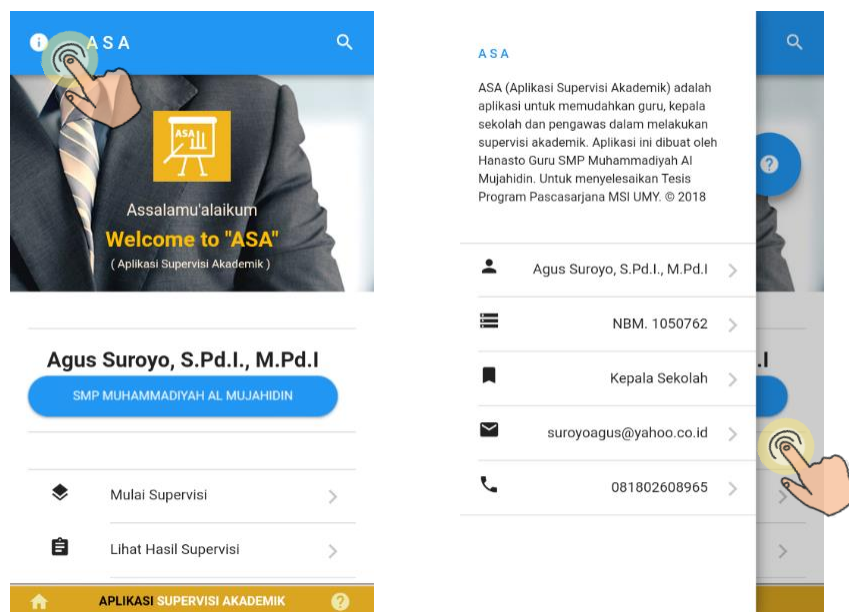 ASA
ASA
Assalamu'alaikum
Welcome to "ASA"
( Aplikasi Supervisi Akademik )
Agus Suroyo, S.Pd.I., M.Pd.I
SMP MUHAMMADIYAH AL MUJAHIDIN
Mulai Supervisi
Lihat Hasil Supervisi
APLIKASI SUPERVISI AKADEMIK
ASA
ASA (Aplikasi Supervisi Akademik) adalah
aplikasi untuk memudahkan guru, kepala
sekolah dan pengawas dalam melakukan
supervisi akademik. Aplikasi ini dibuat oleh
Hanasto Guru SMP Muhammadiyah Al
Mujahidin. Untuk menyelesaikan Tesis
Program Pascasarjana MSI UMY. © 2018
Agus Suroyo, S.Pd.I., M.Pd.I
NBM. 1050762
Kepala Sekolah
suroyoagus@yahoo.co.id
081802608965
.I